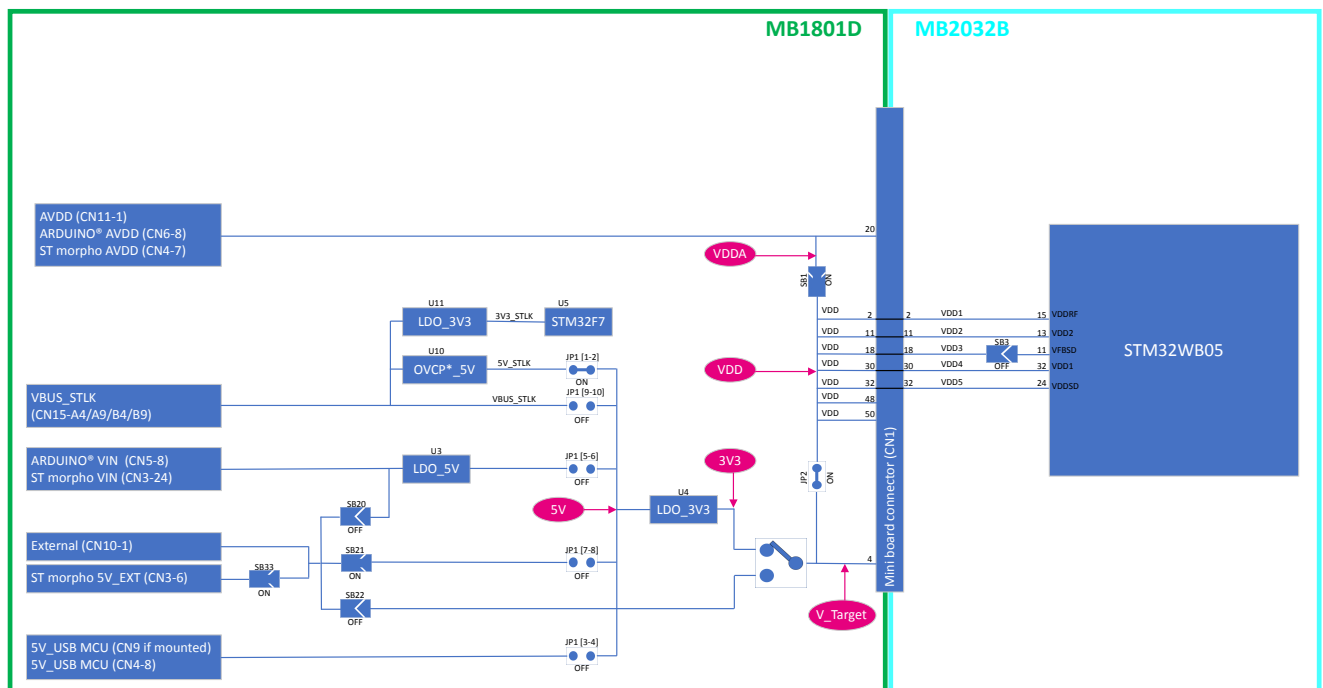 MB1801D
MB2032B
AVDD (CN11-1)
ARDUINO® AVDD (CN6-8)
ST morpho AVDD (CN4-7)
20
VDDA
SB1
ON
U11
LDO_3V3
3V3_STLK
U5
STM32F7
VDD
2
2
VDD1
15
VDDRF
VDD
11
11
VDD2
13
VDD2
VDD
18
18
VDD3
SB3
OFF
11
VFBSD
VDD
30
30
VDD4
32
VDD1
VDD
32
32
VDD5
24
VDDSD
VDD
48
VDD
50
STM32WB05
VDD
U10
OVCP*_5V
5V_STLK
JP1 [1-2]
ON
VBUS_STLK
(CN15-A4/A9/B4/B9)
VBUS_STLK
JP1 [9-10]
OFF
ARDUINO® VIN (CN5-8)
ST morpho VIN (CN3-24)
U3
LDO_5V
JP1 [5-6]
OFF
3V3
JP2
ON
5V
U4
LDO_3V3
SB20
OFF
External (CN10-1)
ST morpho 5V_EXT (CN3-6)
SB33
ON
SB21
ON
JP1 [7-8]
OFF
SB22
OFF
4
V_Target
Mini board connector (CN1)
5V_USB MCU (CN9 if mounted)
5V_USB MCU (CN4-8)
JP1 [3-4]
OFF